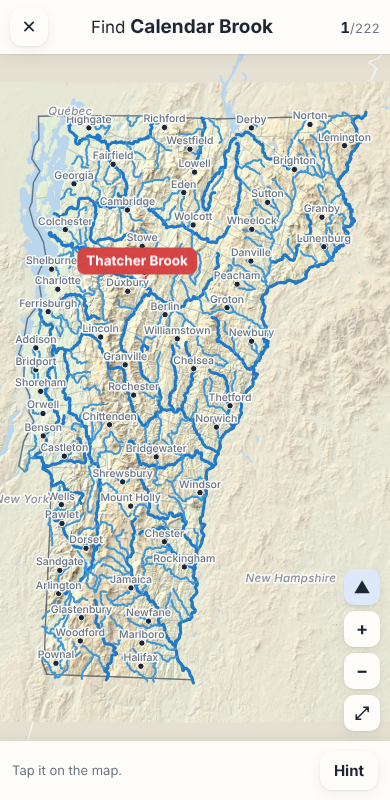 ✕
Find Calendar Brook
1/222
Québec
Highgate
Richford
Derby
Norton
Westfield
Lemington
Fairfield
Lowell
Brighton
Georgia
Eden
Sutton
Cambridge
Granby
Colchester
Wolcott
Wheelock
Stowe
Lunenburg
Danville
Shelburne
Thatcher Brook
Charlotte
Duxbury
Peacham
Ferrisburgh
Berlin
Groton
Lincoln
Williamstown
Newbury
Addison
Bridport
Granville
Chelsea
Shoreham
Rochester
Orwell
Thetford
Chittenden
Norwich
Benson
Castleton
Bridgewater
Shrewsbury
Windsor
New York
Wells
Mount Holly
Pawlet
Chester
Dorset
Sandgate
Rockingham
New Hampshire
Arlington
Jamaica
Glastenbury
Newfane
Woodford
Marlboro
Pownal
Halifax
▲
+
−
Tap it on the map.
Hint